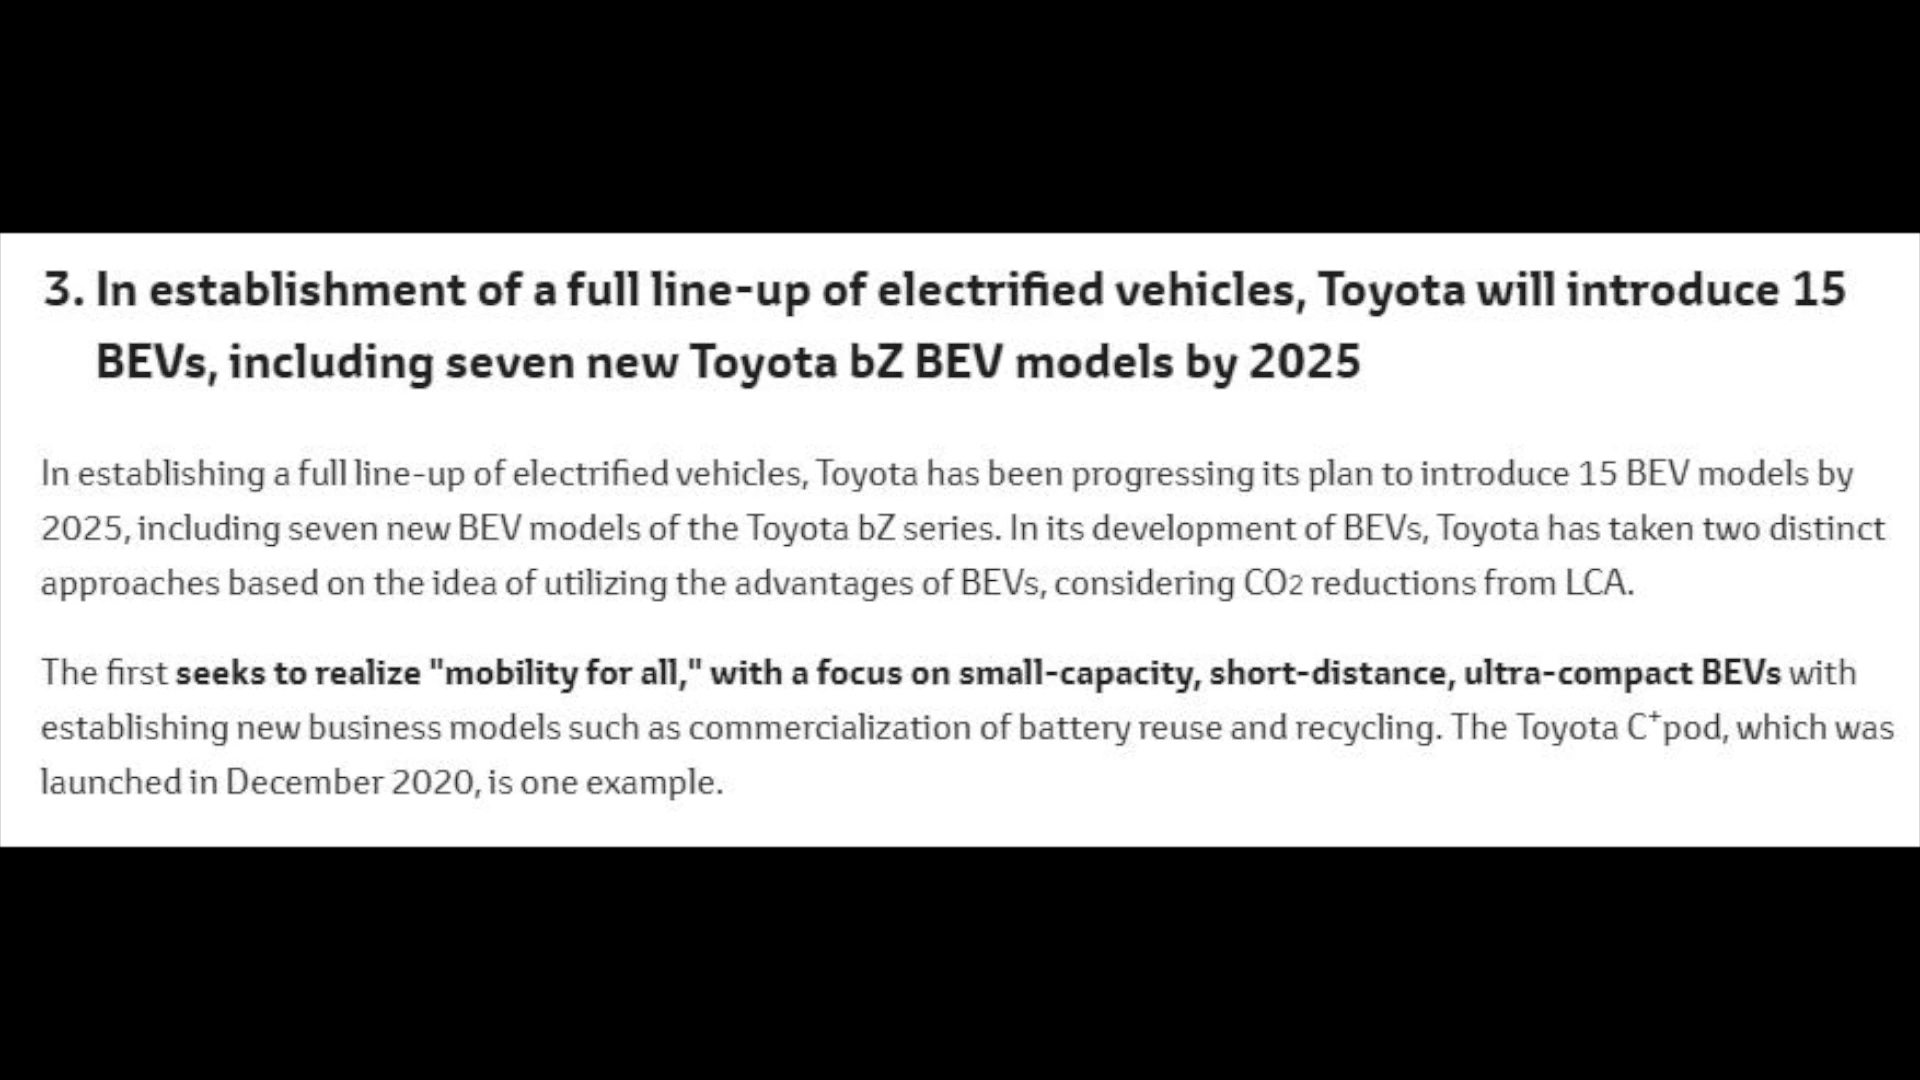 3. In establishment of a full line-up of electrified vehicles, Toyota will introduce 15
BEVs, including seven new Toyota bZ BEV models by 2025
In establishing a full line-up of electrified vehicles, Toyota has been progressing its plan to introduce 15 BEV models by
2025, including seven new BEV models of the Toyota bZ series. In its development of BEVs, Toyota has taken two distinct
approaches based on the idea of utilizing the advantages of BEVs, considering CO2 reductions from LCA.
The first seeks to realize "mobility for all," with a focus on small-capacity, short-distance, ultra-compact BEVs with
establishing new business models such as commercialization of battery reuse and recycling. The Toyota C⁺pod, which was
launched in December 2020, is one example.